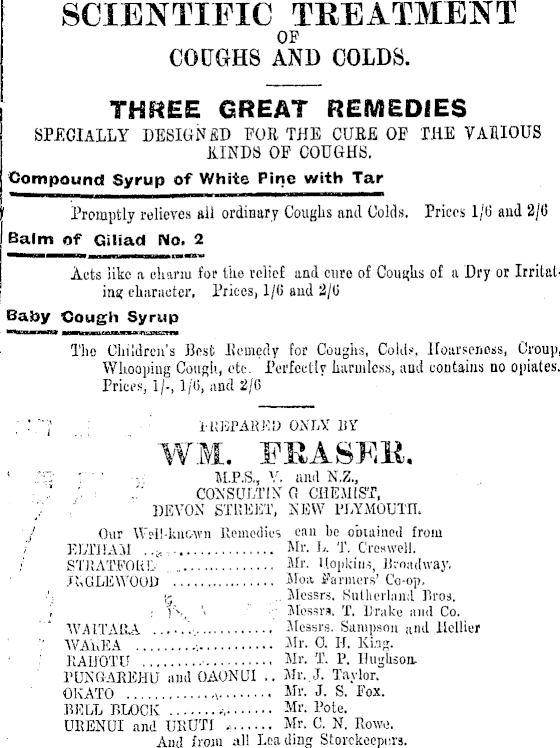 SCIENTIFIC TREATMENT
OF
COUGHS AND COLDS.
THREE GREAT REMEDIES
SPECIALLY DESIGNED FOR THE CURE OF THE VARIOUS
KINDS OF COUGHS.
Compound Syrup of White Pine with Tar
Promptly relieves all ordinary Coughs and Colds. Prices 1/6 and 2/6
Balm of Giliad No. 2
Acts like a charm for the relief and cure of Coughs of a Dry or Irritat-
ing character. Prices, 1/6 and 2/6
Baby Cough Syrup
The Children's Best Remedy for Coughs, Colds, Hoarseness, Croup,
Whooping Cough, etc. Perfectly harmless, and contains no opiates.
Prices, 1/-, 1/6, and 2/6
PREPARED ONLY BY
WM. FRASER.
M.P.S., V. and N.Z.,
CONSULTING CHEMIST,
DEVON STREET, NEW PLYMOUTH.
Our Well-known Remedies can be obtained from
ELTHAM .................. Mr. L. T. Creswell.
STRATFORD .............. Mr. Hopkins, Broadway.
INGLEWOOD .............. Moa Farmers' Co-op.
Messrs. Sutherland Bros.
Messrs. T. Drake and Co.
WAITARA ................. Messrs. Sampson and Hellier
WAREA ................... Mr. C. H. King.
RAHOTU .................. Mr. T. P. Hughson.
PUNGAREHU and OAONUI .. Mr. J. Taylor.
OKATO ................... Mr. J. S. Fox.
BELL BLOCK .............. Mr. Pote.
URENUI and URUTI ....... Mr. C. N. Rowe.
And from all Leading Storekeepers.